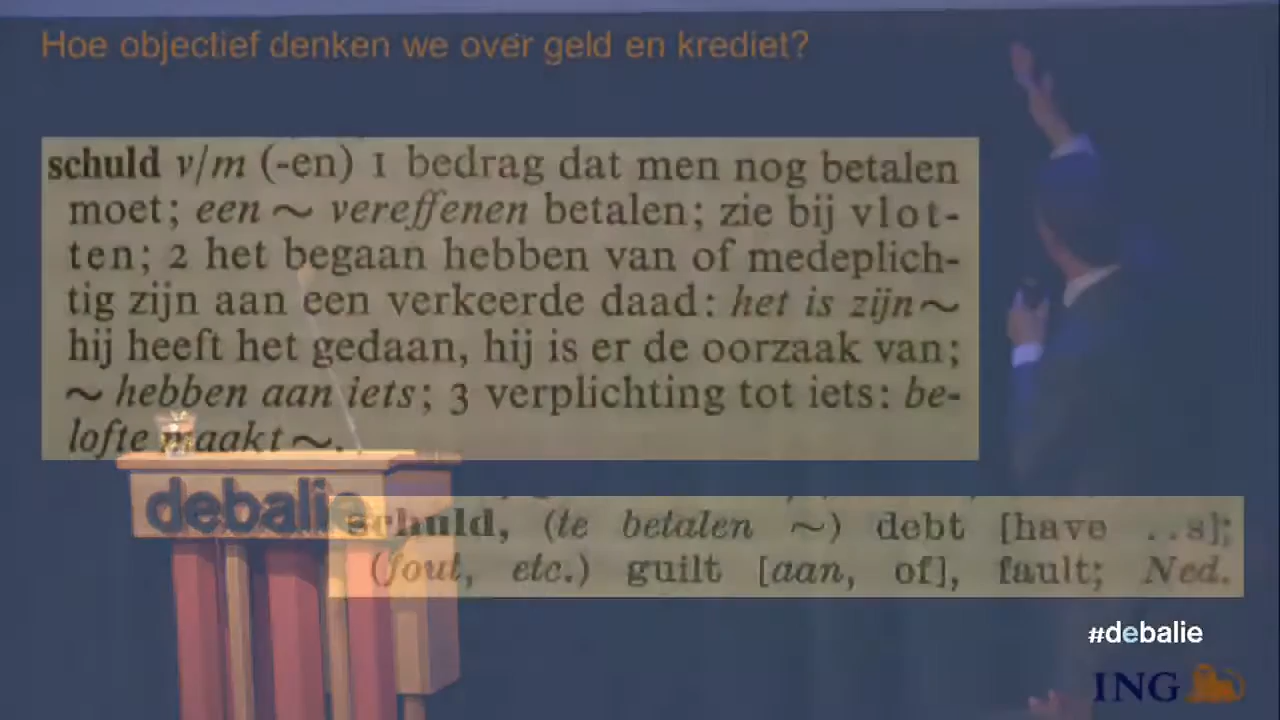 Hoe objectief denken we over geld en krediet?
schuld v/m (-en) 1 bedrag dat men nog betalen
moet; een ~ vereffenen betalen; zie bij vlot-
ten; 2 het begaan hebben van of medeplich-
tig zijn aan een verkeerde daad: het is zijn ~
hij heeft het gedaan, hij is er de oorzaak van;
~ hebben aan iets; 3 verplichting tot iets: be-
lofte maakt ~.
debalie
schuld, (te betalen ~) debt [have ..s];
(fout, etc.) guilt [aan, of], fault; Ned.
#debalie
ING